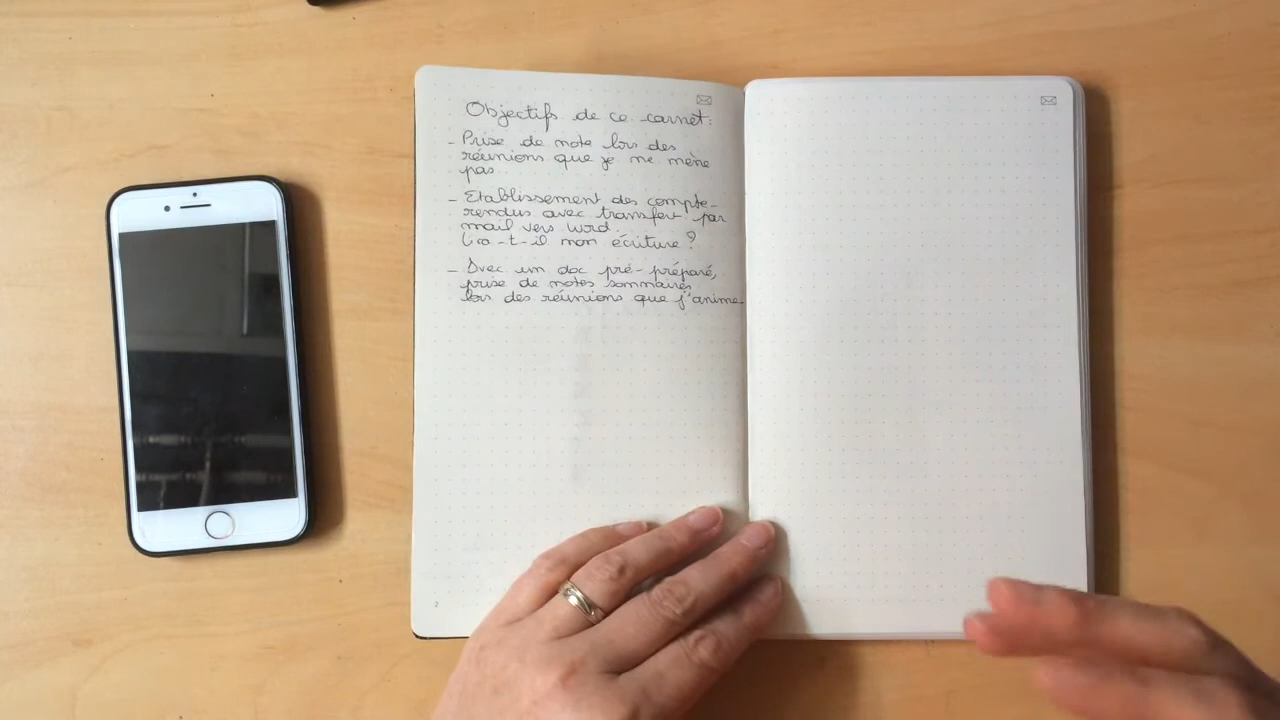 Objectifs de ce carnet:
- Prise de note lors des
réunions que je ne mène
pas
- Etablissement des compte-
rendus avec transfert par
mail vers Word.
Lira-t-il mon écriture ?
- Avec un doc pré-préparé,
prise de notes sommaires
lors des réunions que j'anime
2